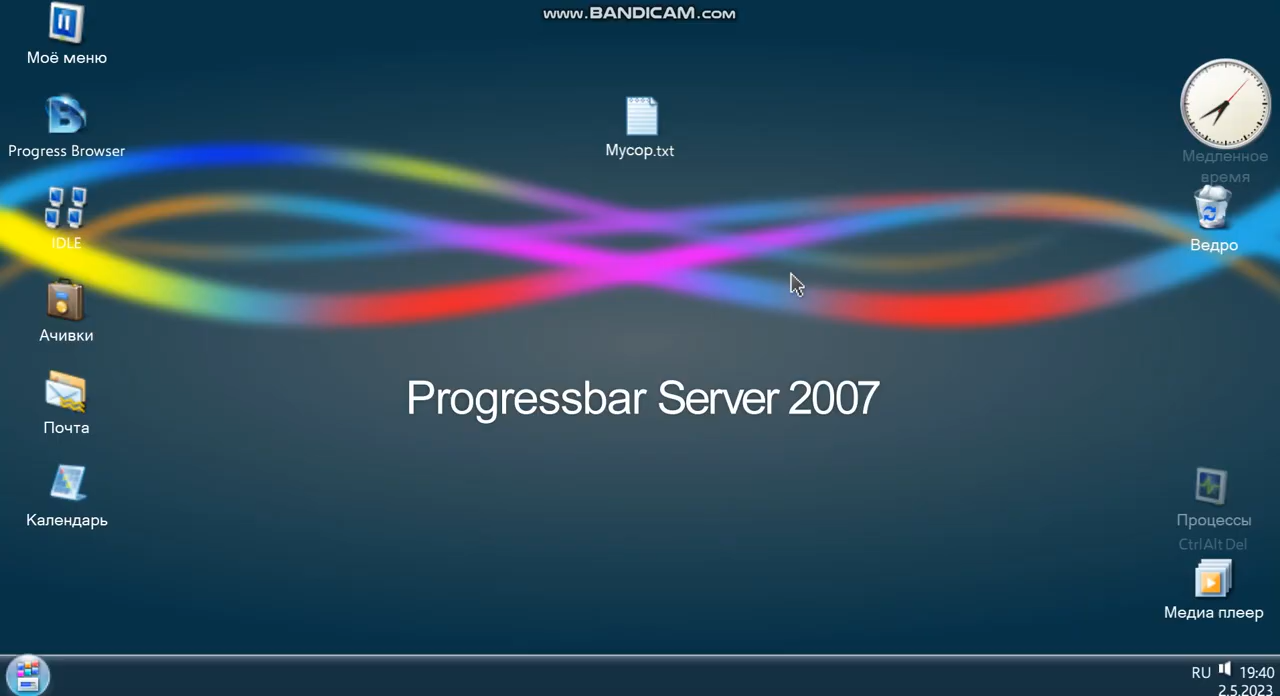 www.BANDICAM.com
Моё меню
Progress Browser
IDLE
Ачивки
Почта
Календарь
Мусор.txt
Progressbar Server 2007
Медленное
время
Ведро
Процессы
Ctrl Alt Del
Медиа плеер
RU 19:40
2.5.2023